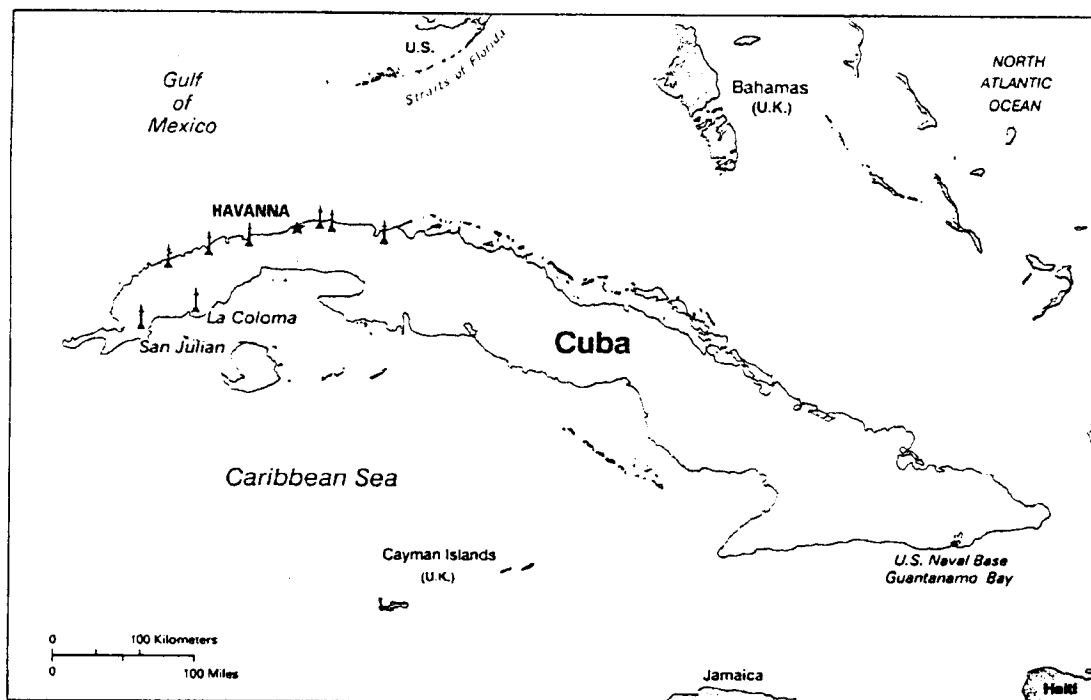 U.S.
Straits of Florida
Gulf
of
Mexico
Bahamas
(U.K.)
NORTH
ATLANTIC
OCEAN
HAVANNA
La Coloma
San Julian
Cuba
Caribbean Sea
Cayman Islands
(U.K.)
U.S. Naval Base
Guantanamo Bay
0 100 Kilometers
0 100 Miles
Jamaica
Haiti